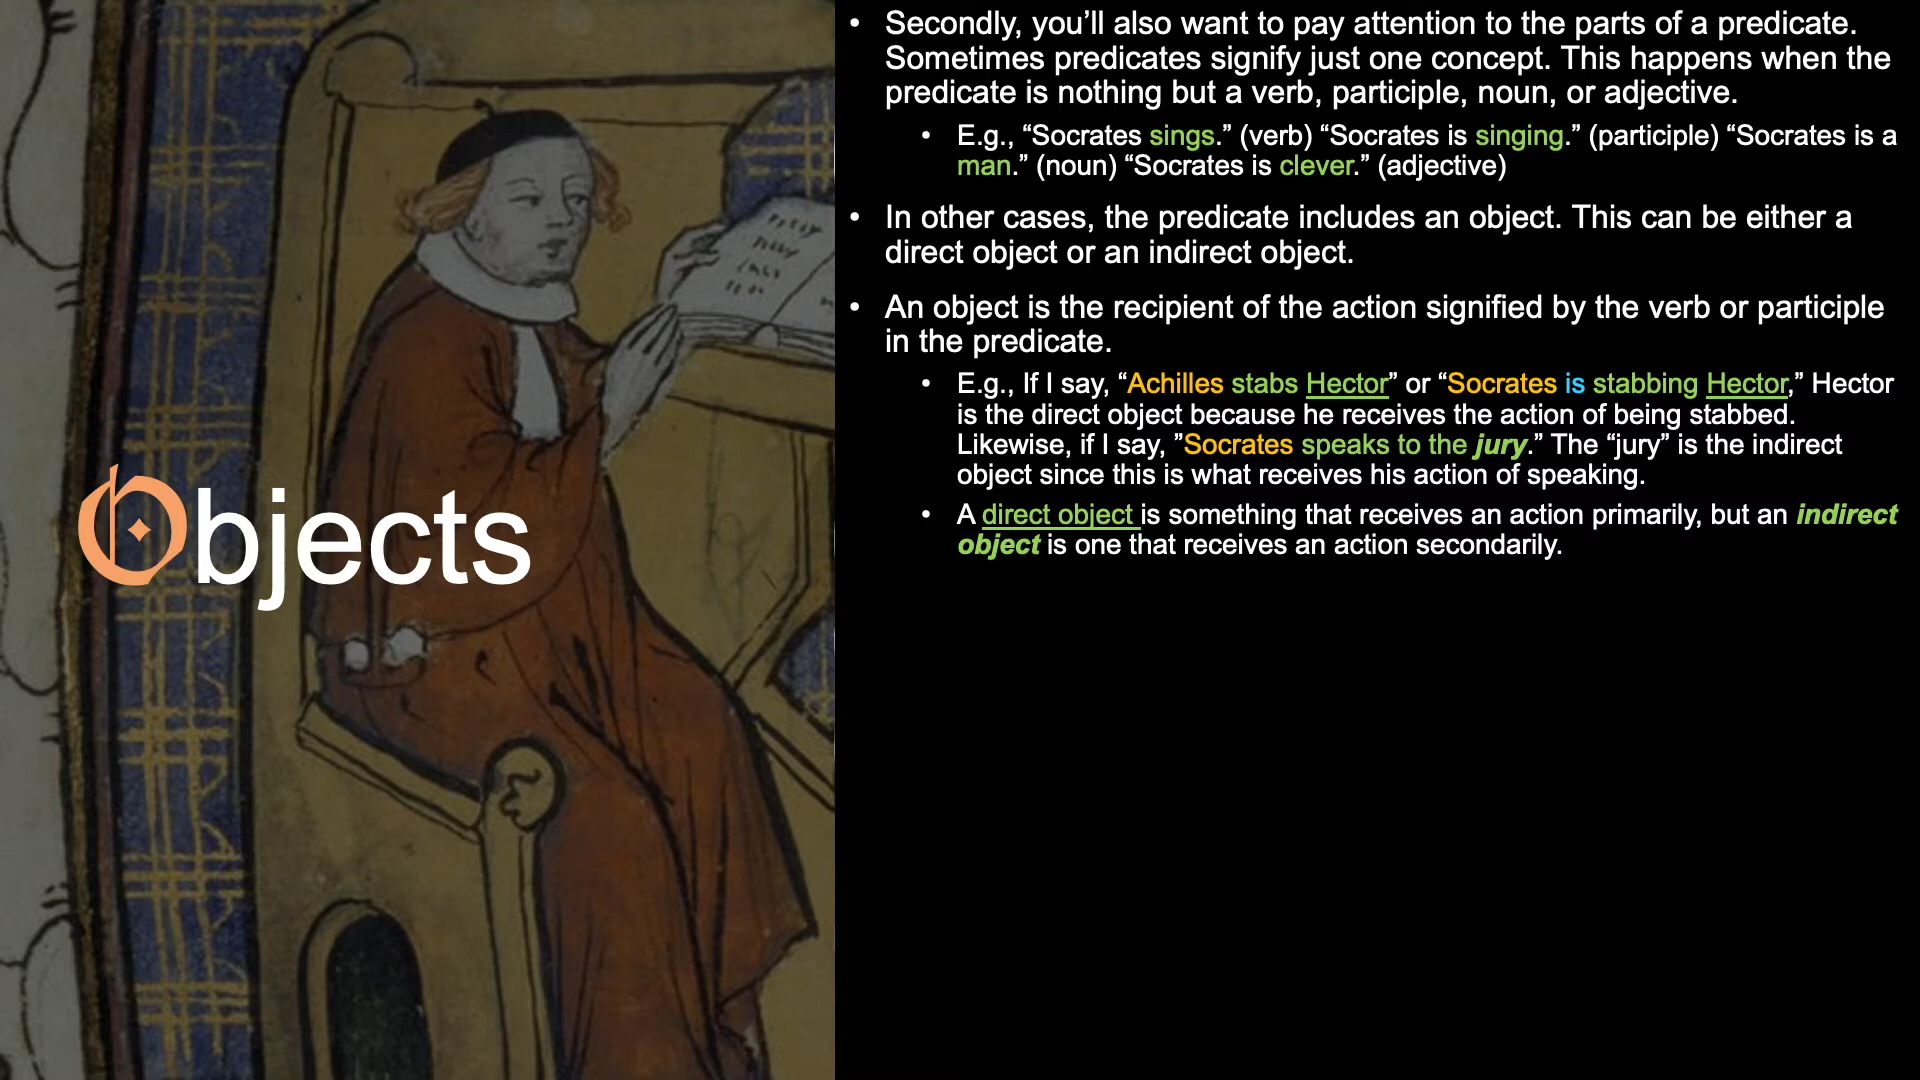 Objects
• Secondly, you’ll also want to pay attention to the parts of a predicate.
Sometimes predicates signify just one concept. This happens when the
predicate is nothing but a verb, participle, noun, or adjective.
• E.g., “Socrates sings.” (verb) “Socrates is singing.” (participle) “Socrates is a
man.” (noun) “Socrates is clever.” (adjective)
• In other cases, the predicate includes an object. This can be either a
direct object or an indirect object.
• An object is the recipient of the action signified by the verb or participle
in the predicate.
• E.g., If I say, “Achilles stabs Hector” or “Socrates is stabbing Hector,” Hector
is the direct object because he receives the action of being stabbed.
Likewise, if I say, ”Socrates speaks to the jury.” The “jury” is the indirect
object since this is what receives his action of speaking.
• A direct object is something that receives an action primarily, but an indirect
object is one that receives an action secondarily.